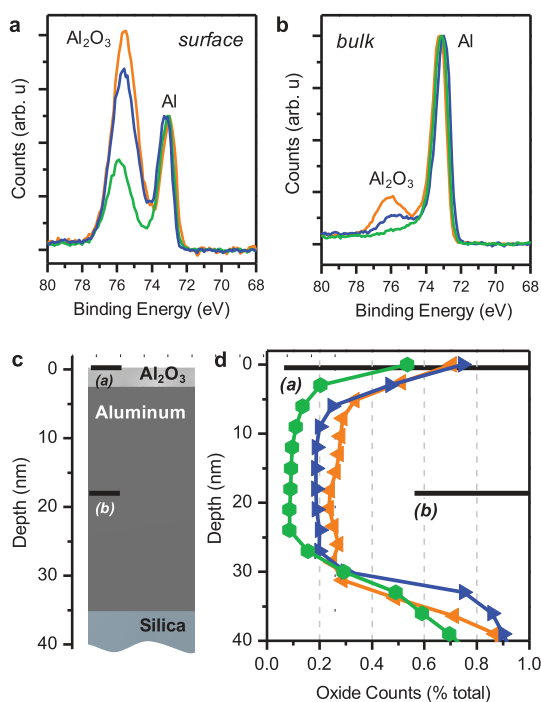 a
Al₂O₃
surface
Al
Counts (arb. u)
80 78 76 74 72 70 68
Binding Energy (eV)
b
bulk
Al
Al₂O₃
Counts (arb. u)
80 78 76 74 72 70 68
Binding Energy (eV)
c
0
10
20
30
40
Depth (nm)
(a)
Al₂O₃
Aluminum
(b)
Silica
d
0
10
20
30
40
Depth (nm)
(a)
(b)
0.0 0.2 0.4 0.6 0.8 1.0
Oxide Counts (% total)